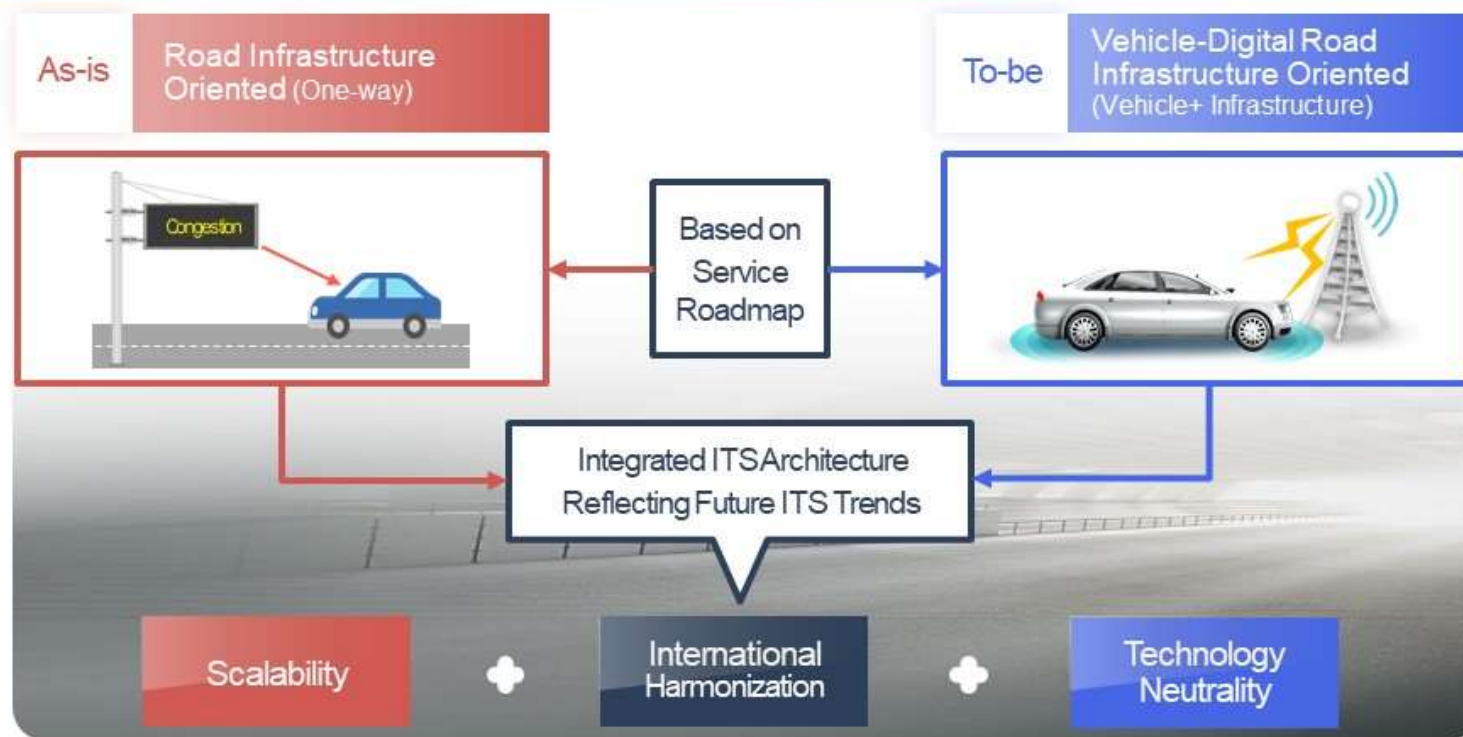 As-is
Road Infrastructure
Oriented (One-way)
To-be
Vehicle-Digital Road
Infrastructure Oriented
(Vehicle+ Infrastructure)
Congestion
Based on
Service
Roadmap
Integrated ITS Architecture
Reflecting Future ITS Trends
Scalability
International
Harmonization
Technology
Neutrality